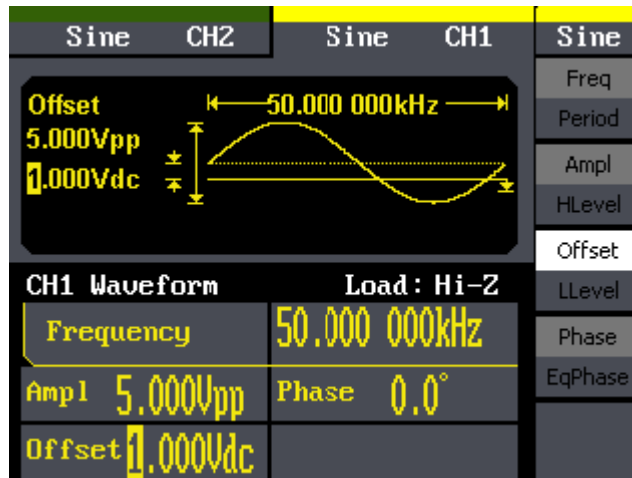 Sine CH2 Sine CH1 Sine
Offset 50.000 000kHz
5.000Vpp
1.000Vdc
CH1 Waveform Load: Hi-Z
Frequency 50.000 000kHz
Ampl 5.000Vpp Phase 0.0°
Offset 1.000Vdc
Freq
Period
Ampl
HLevel
Offset
LLevel
Phase
EqPhase